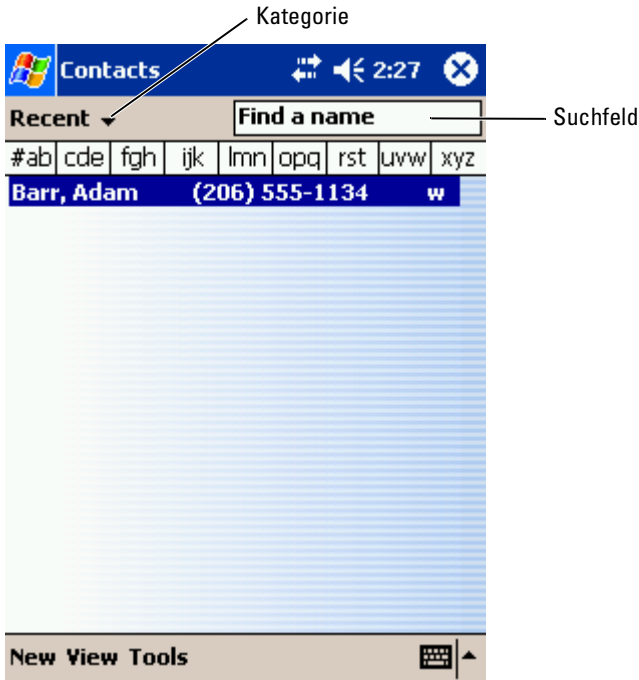 Kategorie
Contacts 2:27
Recent Find a name
Suchfeld
#ab cde fgh ijk lmn opq rst uvw xyz
Barr, Adam (206) 555-1134 w
New View Tools